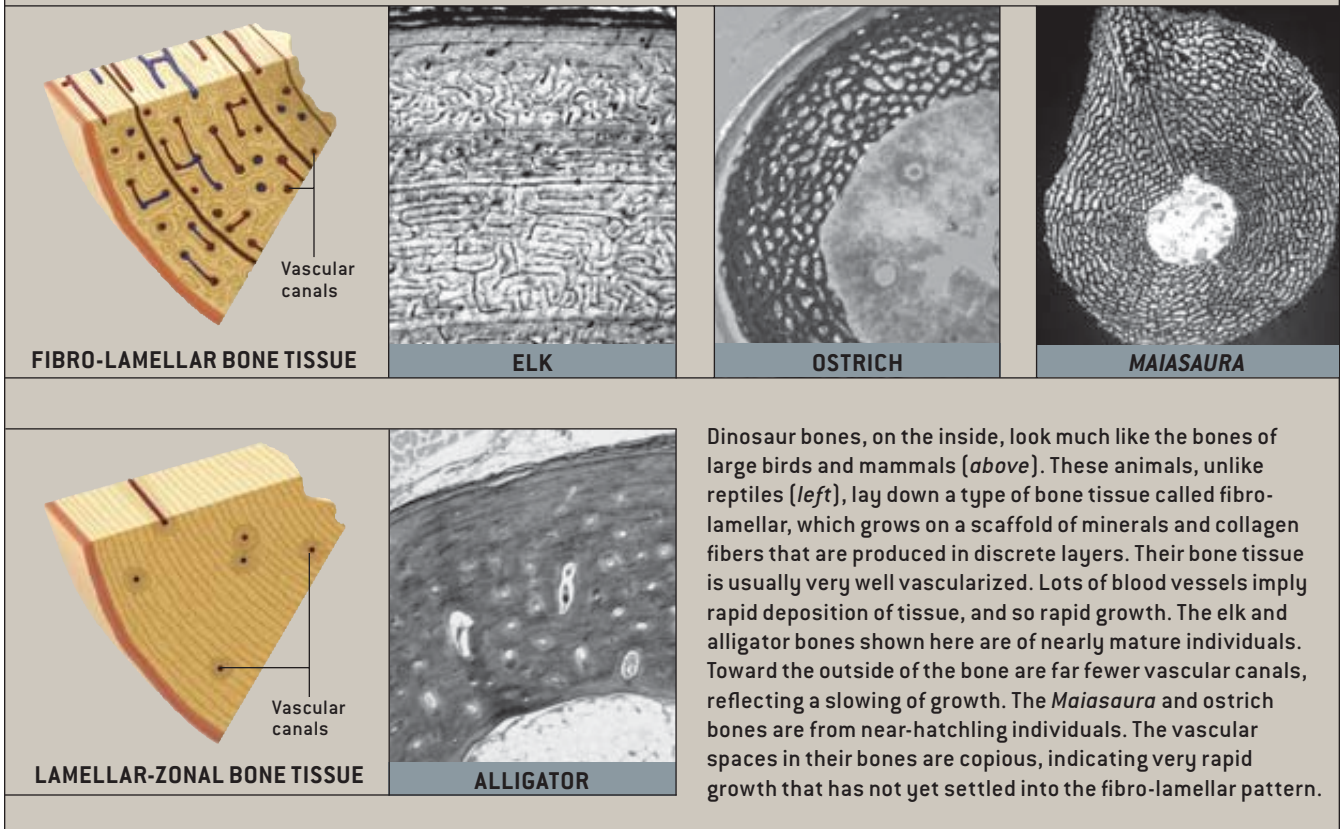 Vascular
canals
FIBRO-LAMELLAR BONE TISSUE
ELK
OSTRICH
MAIASAURA
Vascular
canals
LAMELLAR-ZONAL BONE TISSUE
ALLIGATOR
Dinosaur bones, on the inside, look much like the bones of
large birds and mammals (above). These animals, unlike
reptiles (left), lay down a type of bone tissue called fibro-
lamellar, which grows on a scaffold of minerals and collagen
fibers that are produced in discrete layers. Their bone tissue
is usually very well vascularized. Lots of blood vessels imply
rapid deposition of tissue, and so rapid growth. The elk and
alligator bones shown here are of nearly mature individuals.
Toward the outside of the bone are far fewer vascular canals,
reflecting a slowing of growth. The Maiasaura and ostrich
bones are from near-hatchling individuals. The vascular
spaces in their bones are copious, indicating very rapid
growth that has not yet settled into the fibro-lamellar pattern.